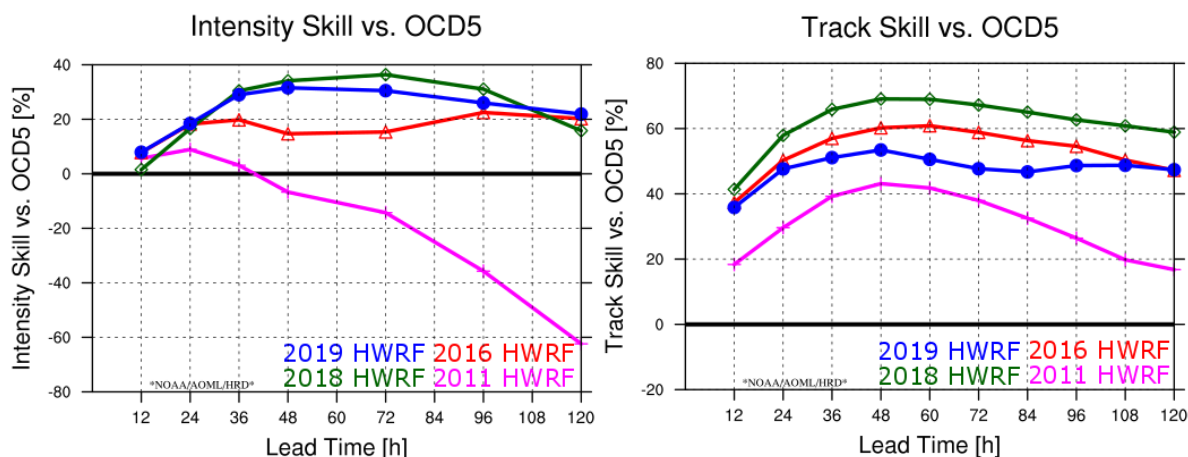 Intensity Skill vs. OCD5
Intensity Skill vs. OCD5 [%]
40
20
0
-20
-40
-60
-80
2019 HWRF 2016 HWRF
2018 HWRF 2011 HWRF
*NOAA/AOML/HRD*
12 24 36 48 60 72 84 96 108 120
Lead Time [h]
Track Skill vs. OCD5
Track Skill vs. OCD5 [%]
80
60
40
20
0
-20
2019 HWRF 2016 HWRF
2018 HWRF 2011 HWRF
*NOAA/AOML/HRD*
12 24 36 48 60 72 84 96 108 120
Lead Time [h]